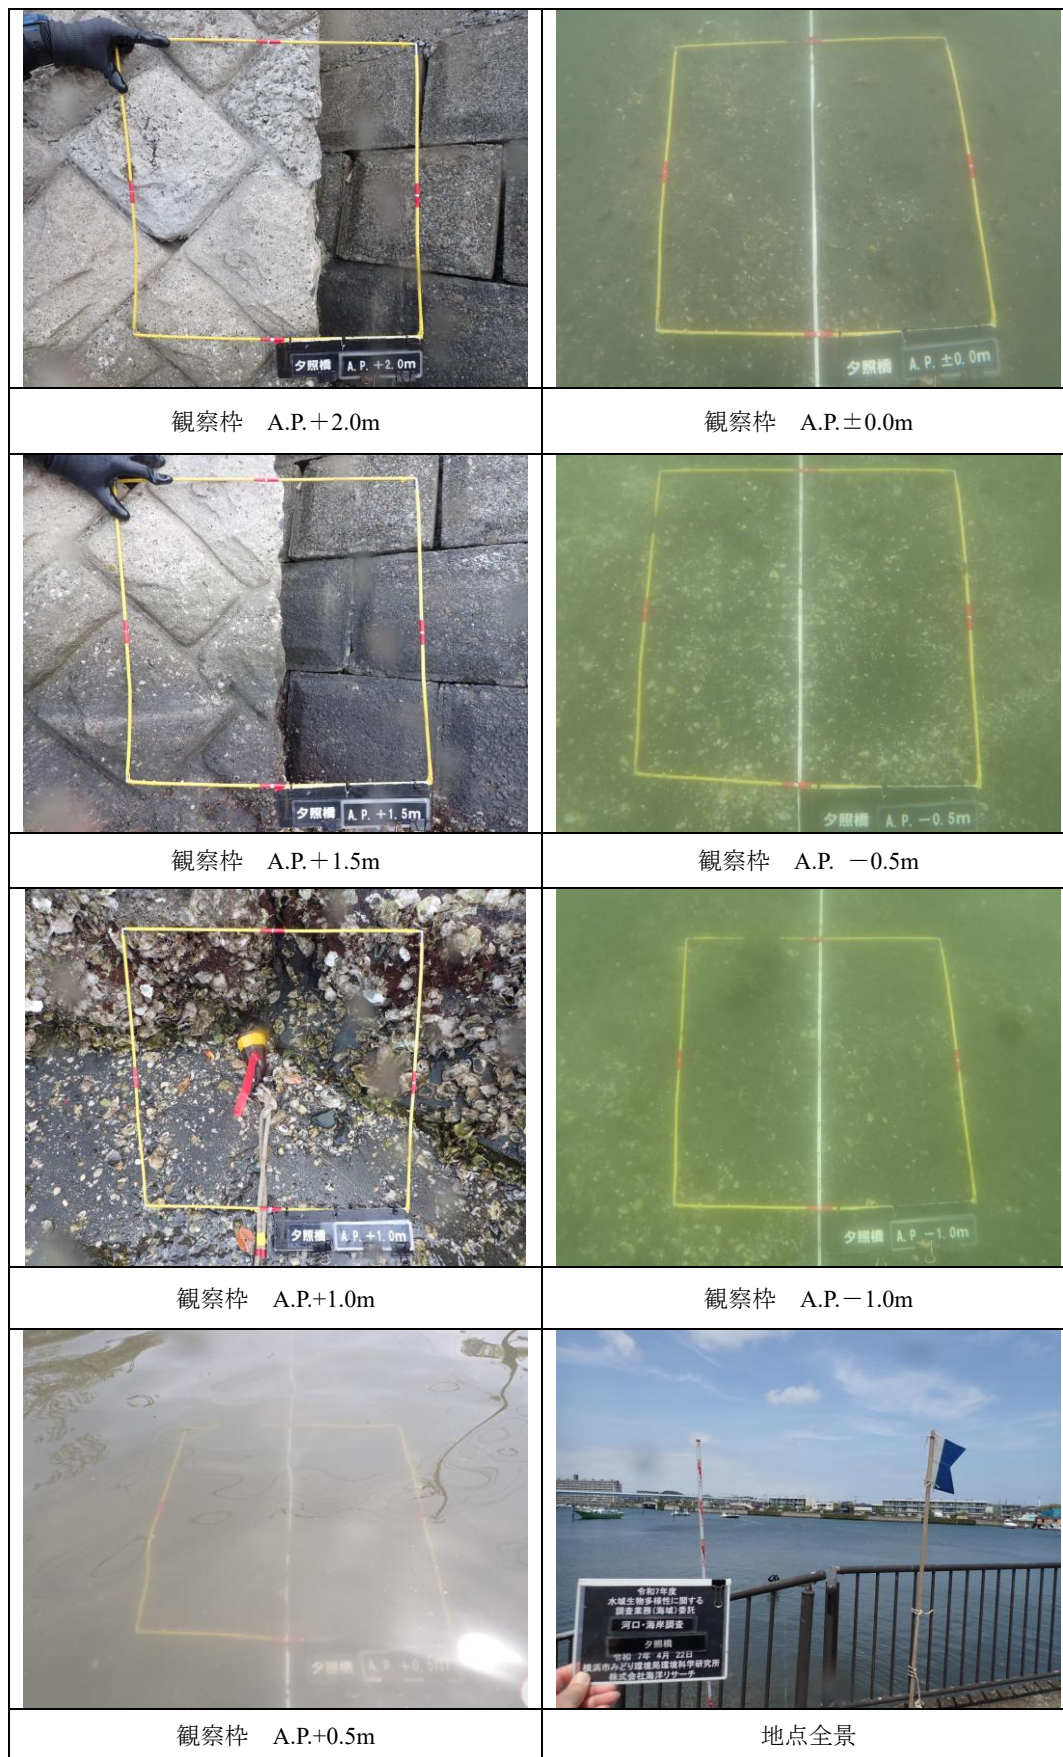 夕照橋 A.P.+2.0m
夕照橋 A.P.±0.0m
観察枠 A.P.+2.0m
観察枠 A.P.±0.0m
夕照橋 A.P.+1.5m
夕照橋 A.P.-0.5m
観察枠 A.P.+1.5m
観察枠 A.P. -0.5m
夕照橋 A.P.+1.0m
夕照橋 A.P.-1.0m
観察枠 A.P.+1.0m
観察枠 A.P.-1.0m
夕照橋 A.P.+0.5m
令和7年度
水域生物多様性に関する
調査業務(海域)委託
河口・海岸調査
夕照橋
令和 7年 4月 22日
横浜市みどり環境局環境科学研究所
株式会社海洋リサーチ
観察枠 A.P.+0.5m
地点全景